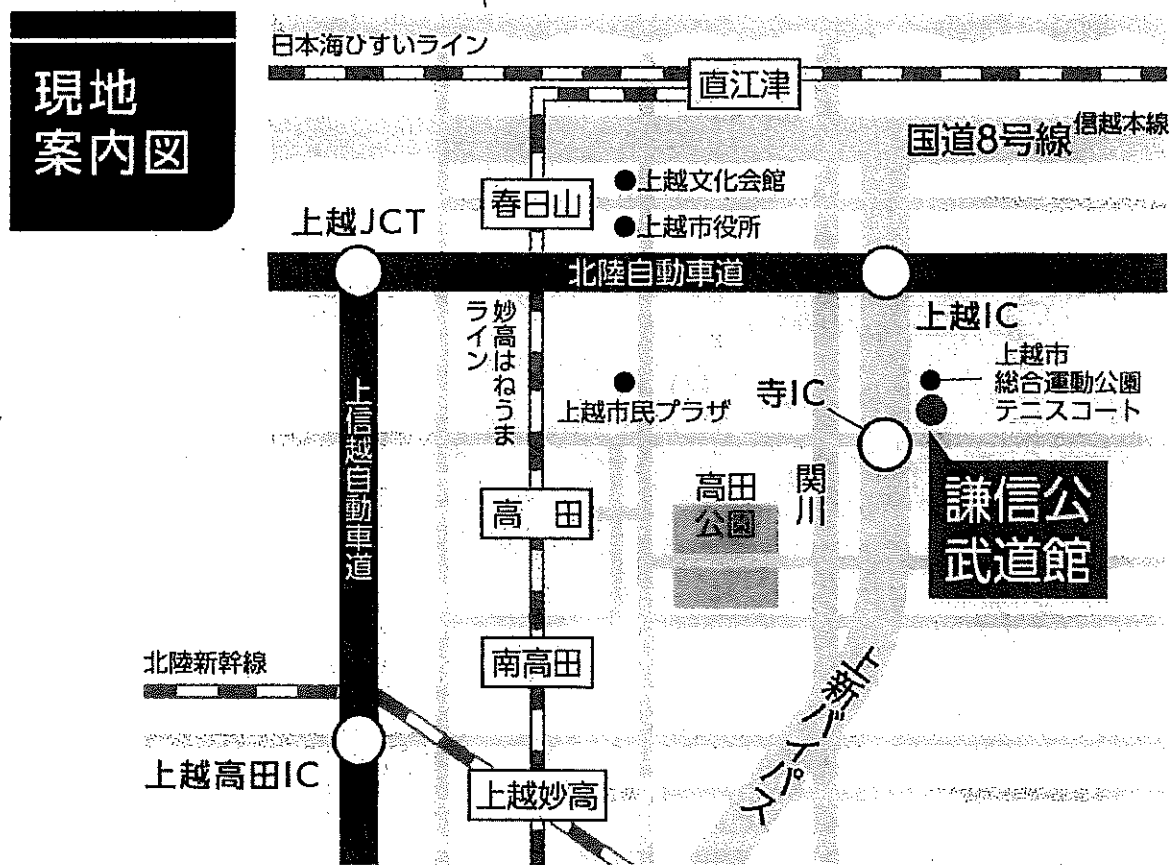 現地
案内図
日本海ひすいライン
直江津
国道8号線
信越本線
春日山
上越文化会館
上越市役所
上越JCT
北陸自動車道
上越IC
妙高はねうま
ライン
上信越自動車道
上越市民プラザ
寺IC
上越市
総合運動公園
テニスコート
高田
高田
公園
関川
謙信公
武道館
南高田
北陸新幹線
上新バイパス
上越高田IC
上越妙高